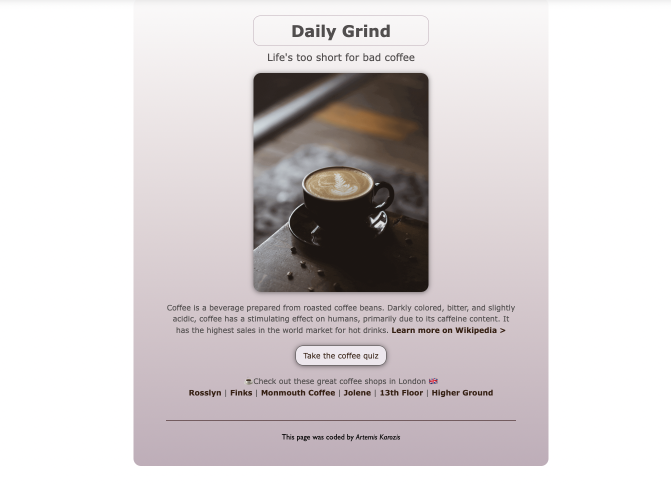 Daily Grind
Life's too short for bad coffee
Coffee is a beverage prepared from roasted coffee beans. Darkly colored, bitter, and slightly
acidic, coffee has a stimulating effect on humans, primarily due to its caffeine content. It
has the highest sales in the world market for hot drinks. Learn more on Wikipedia >
Take the coffee quiz
Check out these great coffee shops in London
Rosslyn | Finks | Monmouth Coffee | Jolene | 13th Floor | Higher Ground
This page was coded by Artemis Karozis